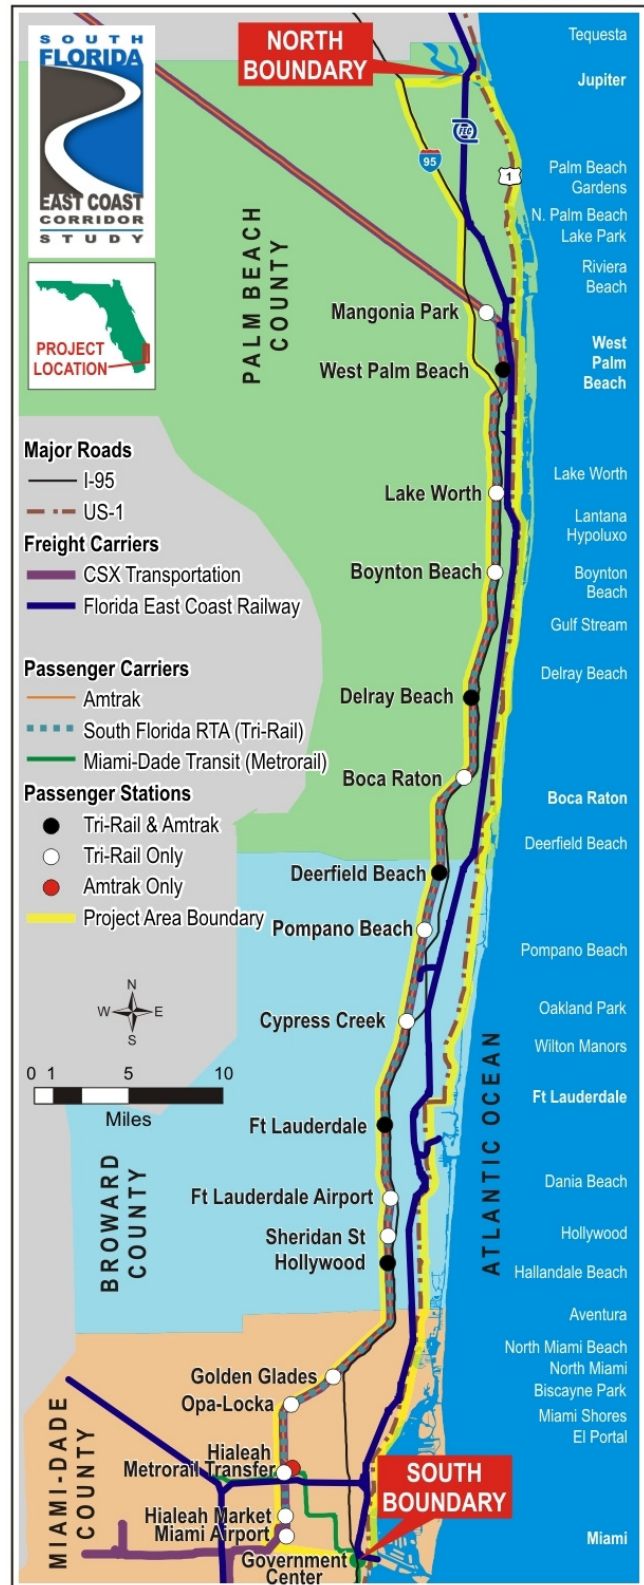 SOUTH
FLORIDA
EAST COAST
CORRIDOR
STUDY
PROJECT
LOCATION
NORTH
BOUNDARY
FEC
95
1
PALM BEACH
COUNTY
Mangonia Park
West Palm Beach
Lake Worth
Boynton Beach
Delray Beach
Boca Raton
Deerfield Beach
Pompano Beach
Cypress Creek
Ft Lauderdale
Ft Lauderdale Airport
Sheridan St
Hollywood
Golden Glades
Opa-Locka
Hialeah
Metrorail Transfer
Hialeah Market
Miami Airport
Government
Center
SOUTH
BOUNDARY
Major Roads
I-95
US-1
Freight Carriers
CSX Transportation
Florida East Coast Railway
Passenger Carriers
Amtrak
South Florida RTA (Tri-Rail)
Miami-Dade Transit (Metrorail)
Passenger Stations
Tri-Rail & Amtrak
Tri-Rail Only
Amtrak Only
Project Area Boundary
N
W E
S
0 1 5 10
Miles
BROWARD
COUNTY
MIAMI-DADE
COUNTY
ATLANTIC OCEAN
Tequesta
Jupiter
Palm Beach
Gardens
N. Palm Beach
Lake Park
Riviera
Beach
West
Palm
Beach
Lake Worth
Lantana
Hypoluxo
Boynton
Beach
Gulf Stream
Delray Beach
Boca Raton
Deerfield Beach
Pompano Beach
Oakland Park
Wilton Manors
Ft Lauderdale
Dania Beach
Hollywood
Hallandale Beach
Aventura
North Miami Beach
North Miami
Biscayne Park
Miami Shores
El Portal
Miami